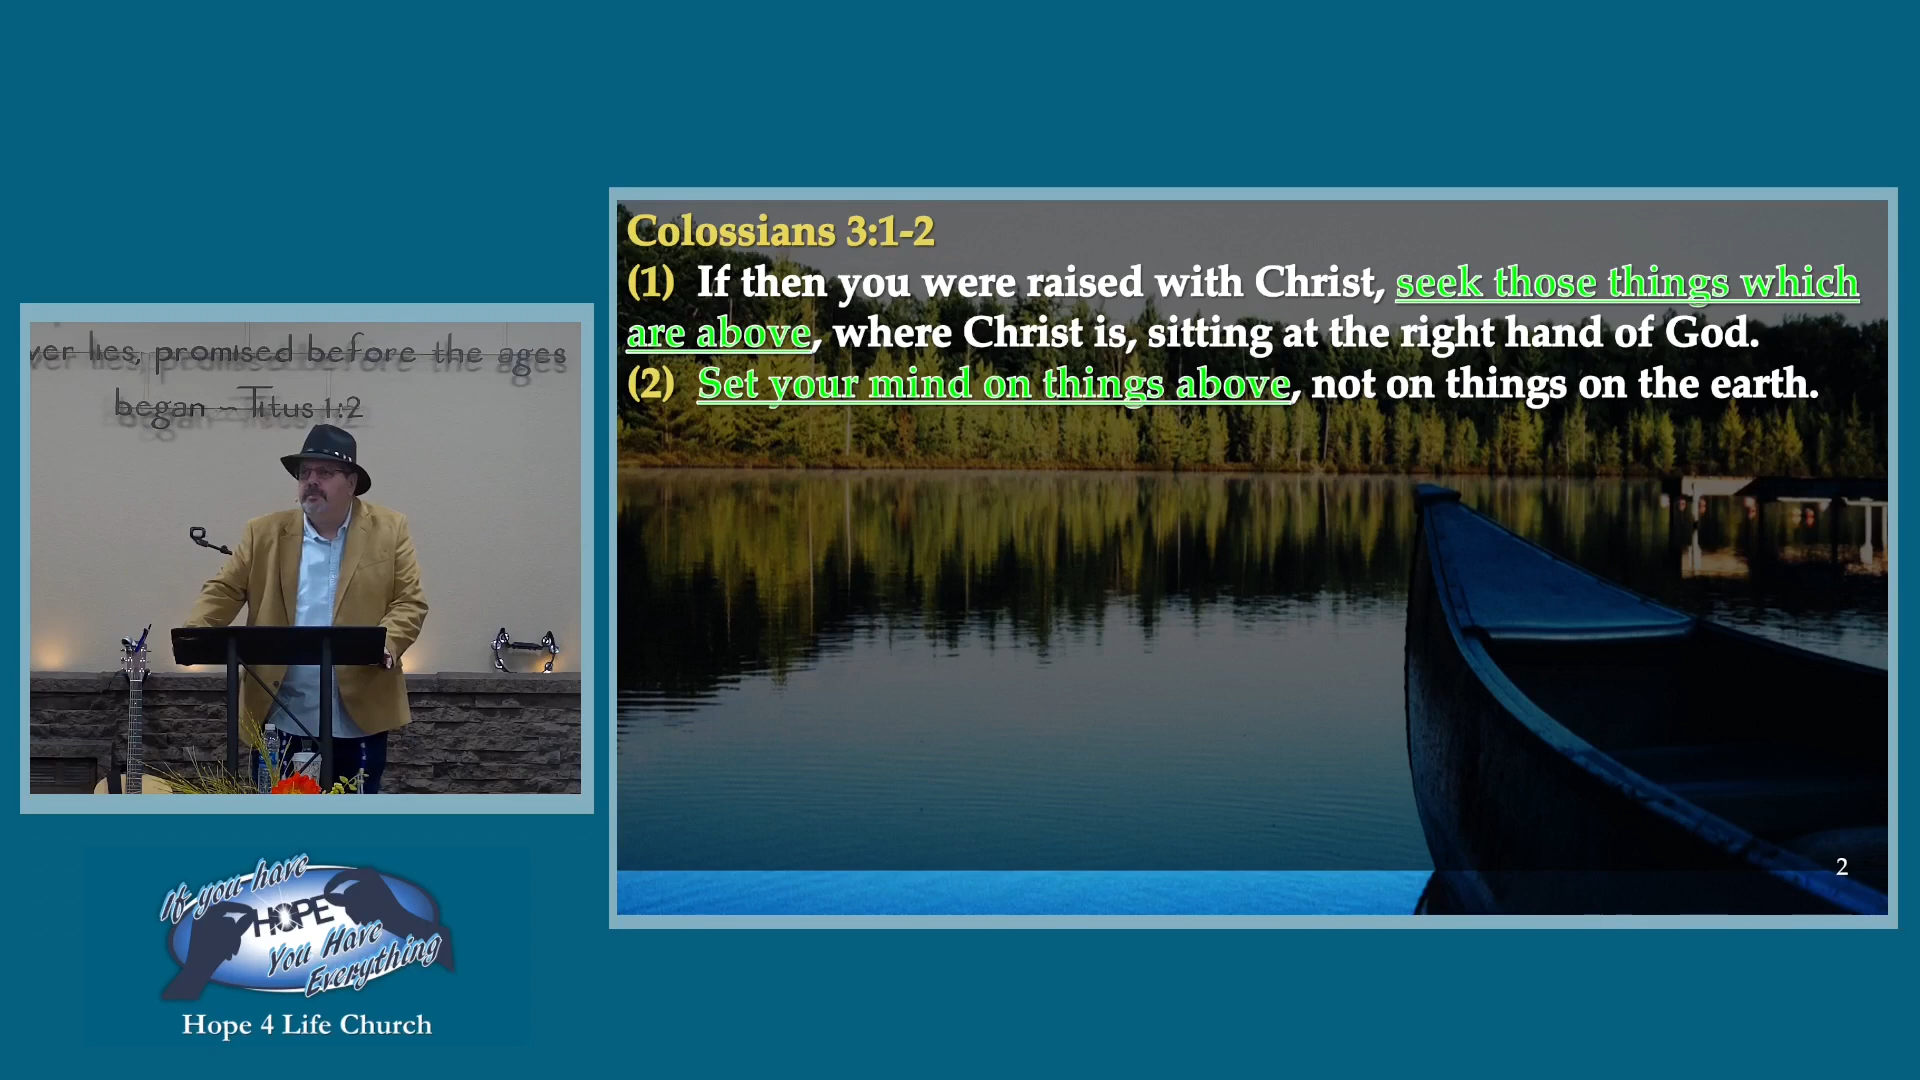 Colossians 3:1-2
(1) If then you were raised with Christ, seek those things which
are above, where Christ is, sitting at the right hand of God.
(2) Set your mind on things above, not on things on the earth.
2
lies, promised before the ages
began ~ Titus 1:2
If you have
HOPE
You Have
Everything
Hope 4 Life Church